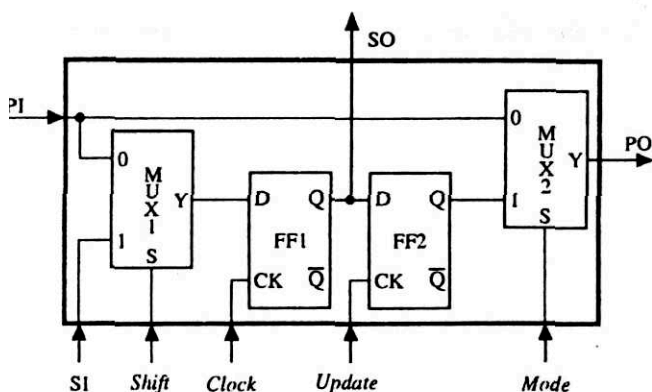 SO
PI
0
MUX1
Y
1
S
D
Q
FF1
CK
Q̅
D
Q
FF2
CK
Q̅
0
MUX2
Y
1
S
PO
SI
Shift
Clock
Update
Mode